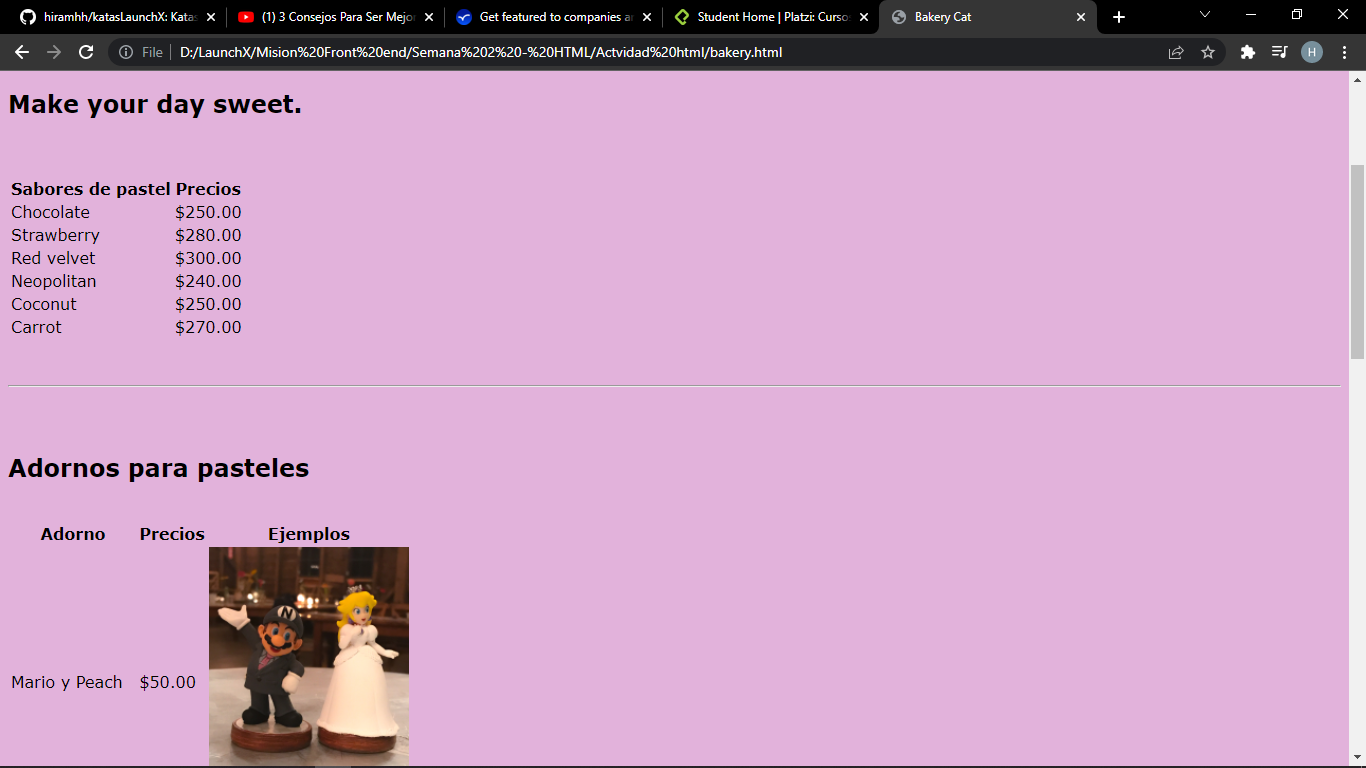 hiramhh/katasLaunchX: Katas
(1) 3 Consejos Para Ser Mejor
Get featured to companies a
Student Home | Platzi: Curso
Bakery Cat
File
D:/LaunchX/Mision%20Front%20end/Semana%202%20-%20HTML/Actvidad%20html/bakery.html
H
Make your day sweet.
Sabores de pastel Precios
Chocolate $250.00
Strawberry $280.00
Red velvet $300.00
Neopolitan $240.00
Coconut $250.00
Carrot $270.00
Adornos para pasteles
Adorno Precios Ejemplos
N
Mario y Peach $50.00